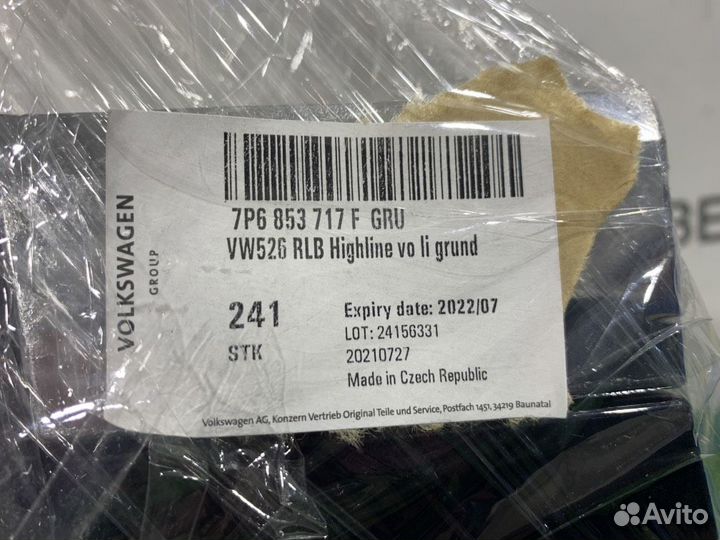 VOLKSWAGEN
GROUP
7P6 853 717 F GRU
VW526 RLB Highline vo li grund
241
STK
Expiry date: 2022/07
LOT: 24156331
20210727
Made in Czech Republic
Volkswagen AG, Konzern Vertrieb Original Teile und Service, Postfach 1451, 34219 Baunatal
Avito